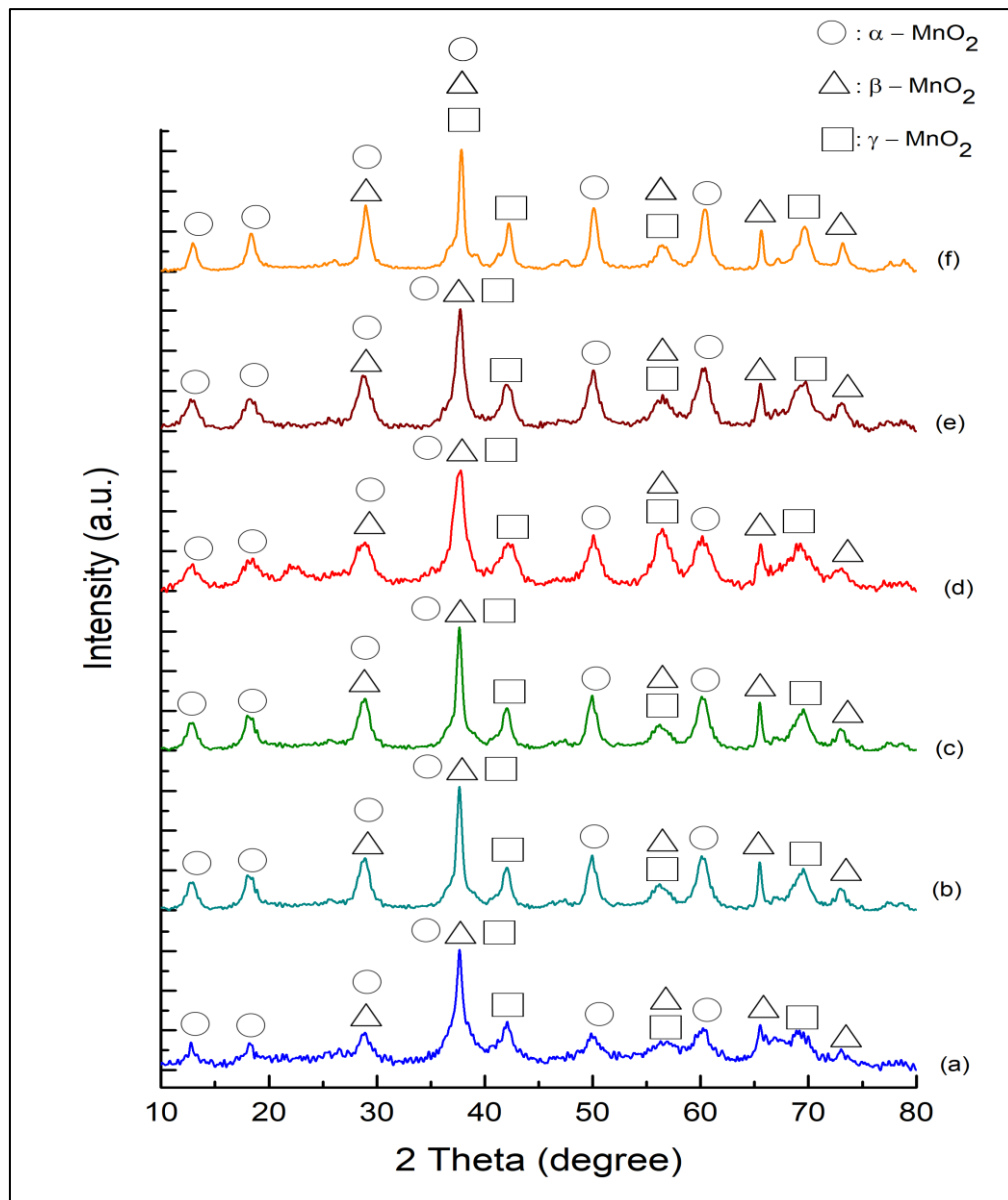 : α – MnO2
: β – MnO2
: γ – MnO2
(f)
(e)
(d)
(c)
(b)
(a)
Intensity (a.u.)
10 20 30 40 50 60 70 80
2 Theta (degree)